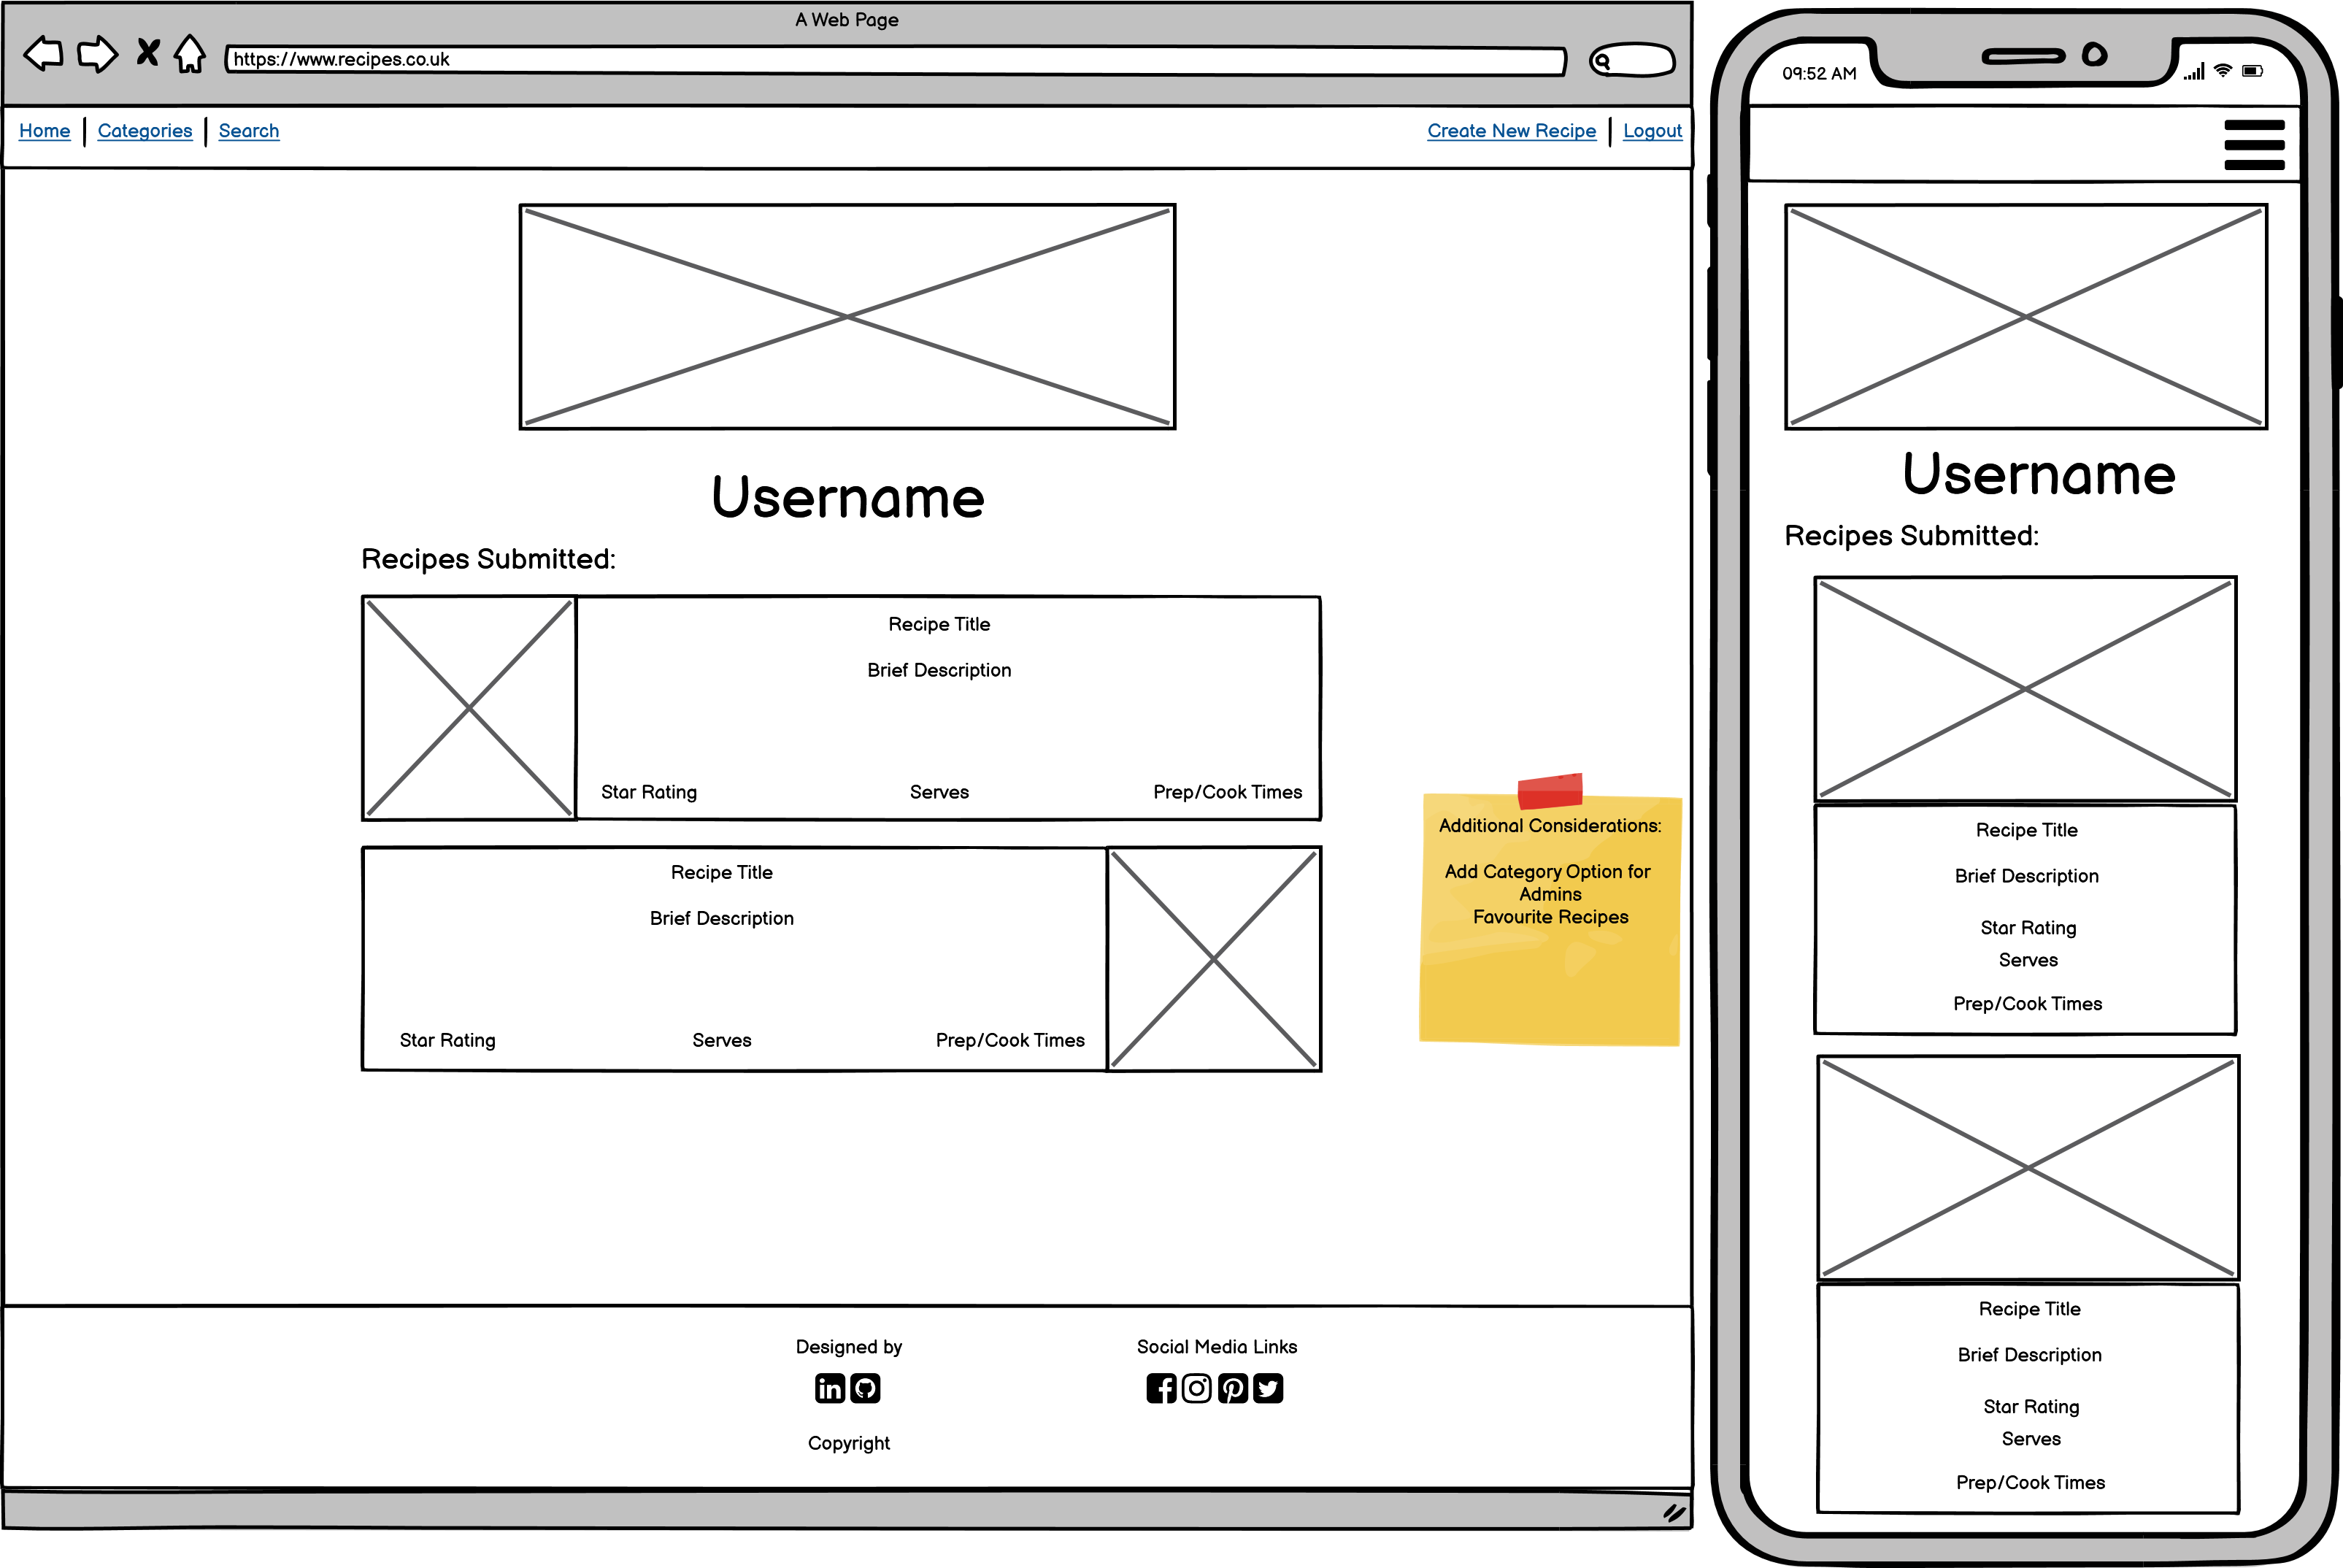 A Web Page
https://www.recipes.co.uk
Home
Categories
Search
Create New Recipe
Logout
Username
Recipes Submitted:
Recipe Title
Brief Description
Star Rating
Serves
Prep/Cook Times
Recipe Title
Brief Description
Star Rating
Serves
Prep/Cook Times
Additional Considerations:
Add Category Option for
Admins
Favourite Recipes
Designed by
in
Social Media Links
Copyright
09:52 AM
Username
Recipes Submitted:
Recipe Title
Brief Description
Star Rating
Serves
Prep/Cook Times
Recipe Title
Brief Description
Star Rating
Serves
Prep/Cook Times